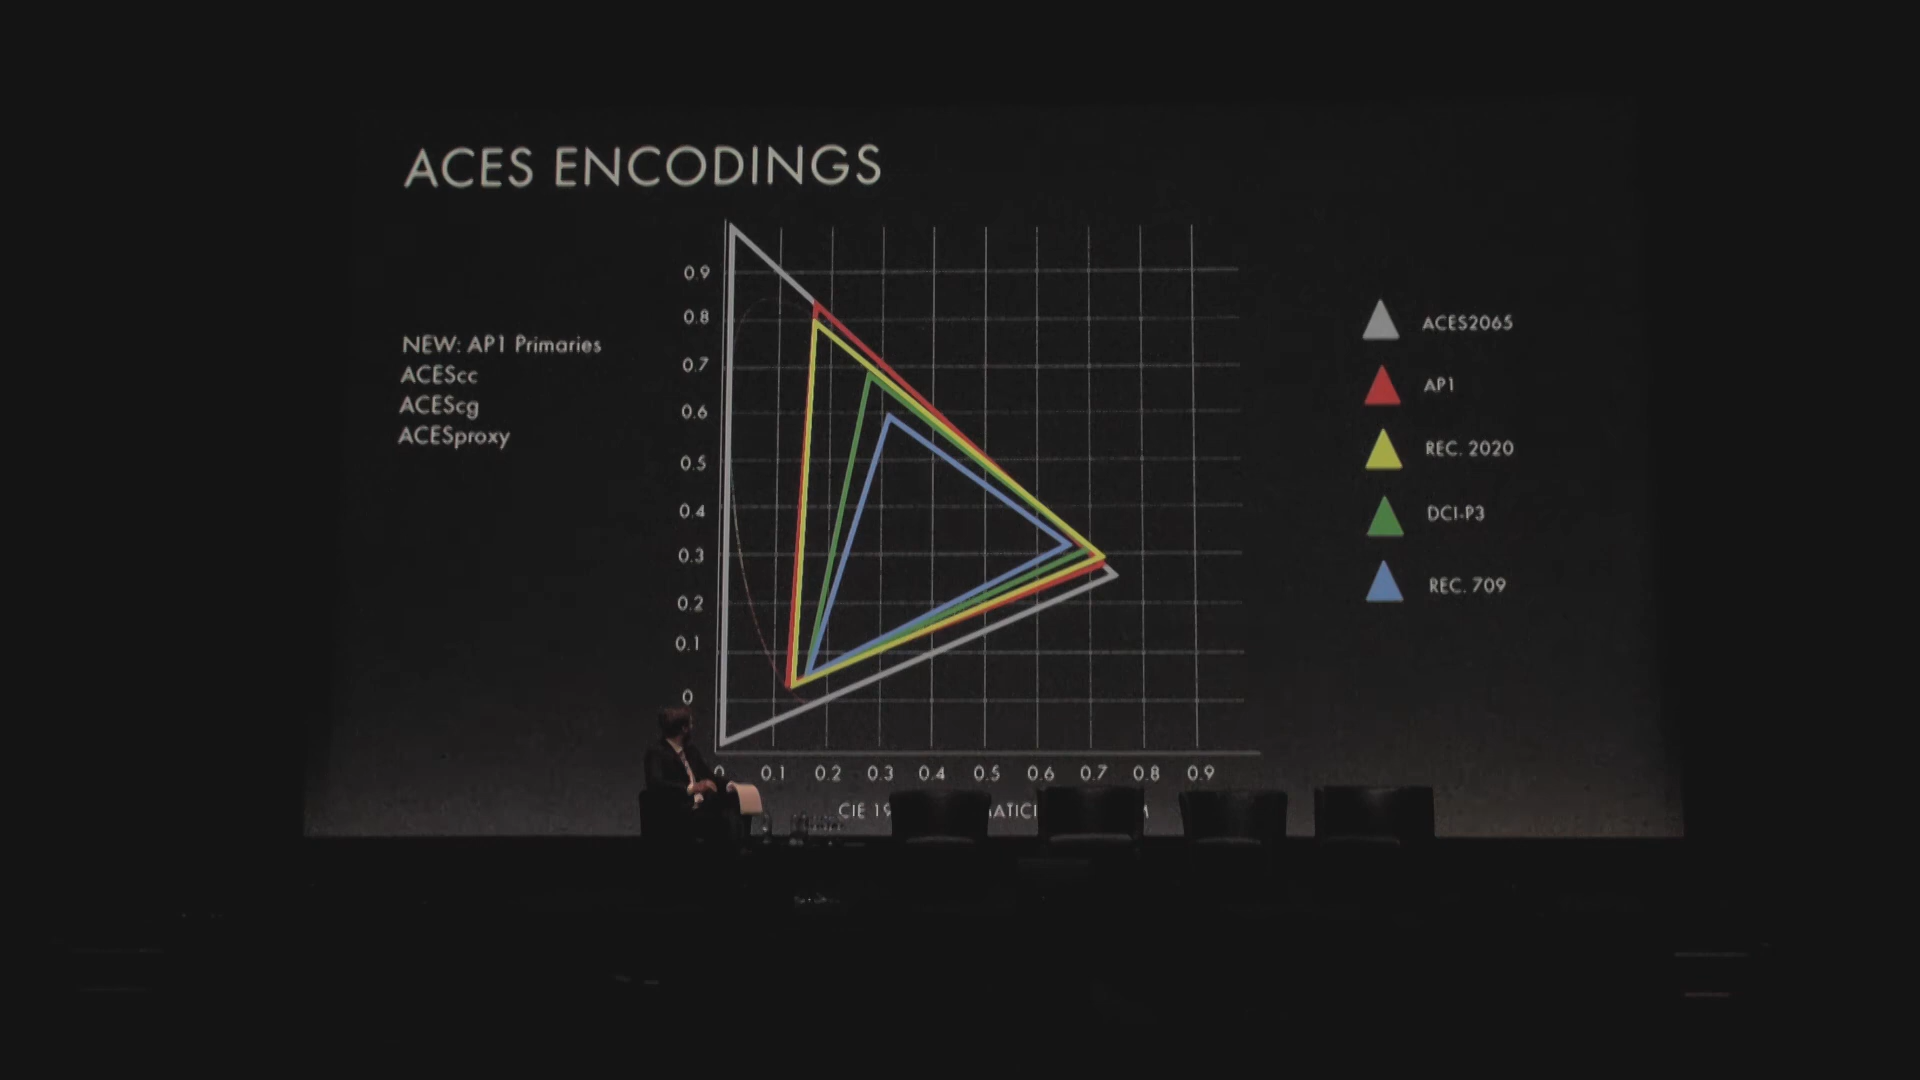 ACES ENCODINGS
NEW: AP1 Primaries
ACEScc
ACEScg
ACESproxy
0.9
0.8
0.7
0.6
0.5
0.4
0.3
0.2
0.1
0
0 0.1 0.2 0.3 0.4 0.5 0.6 0.7 0.8 0.9
CIE
ACES2065
AP1
REC. 2020
DCI-P3
REC. 709